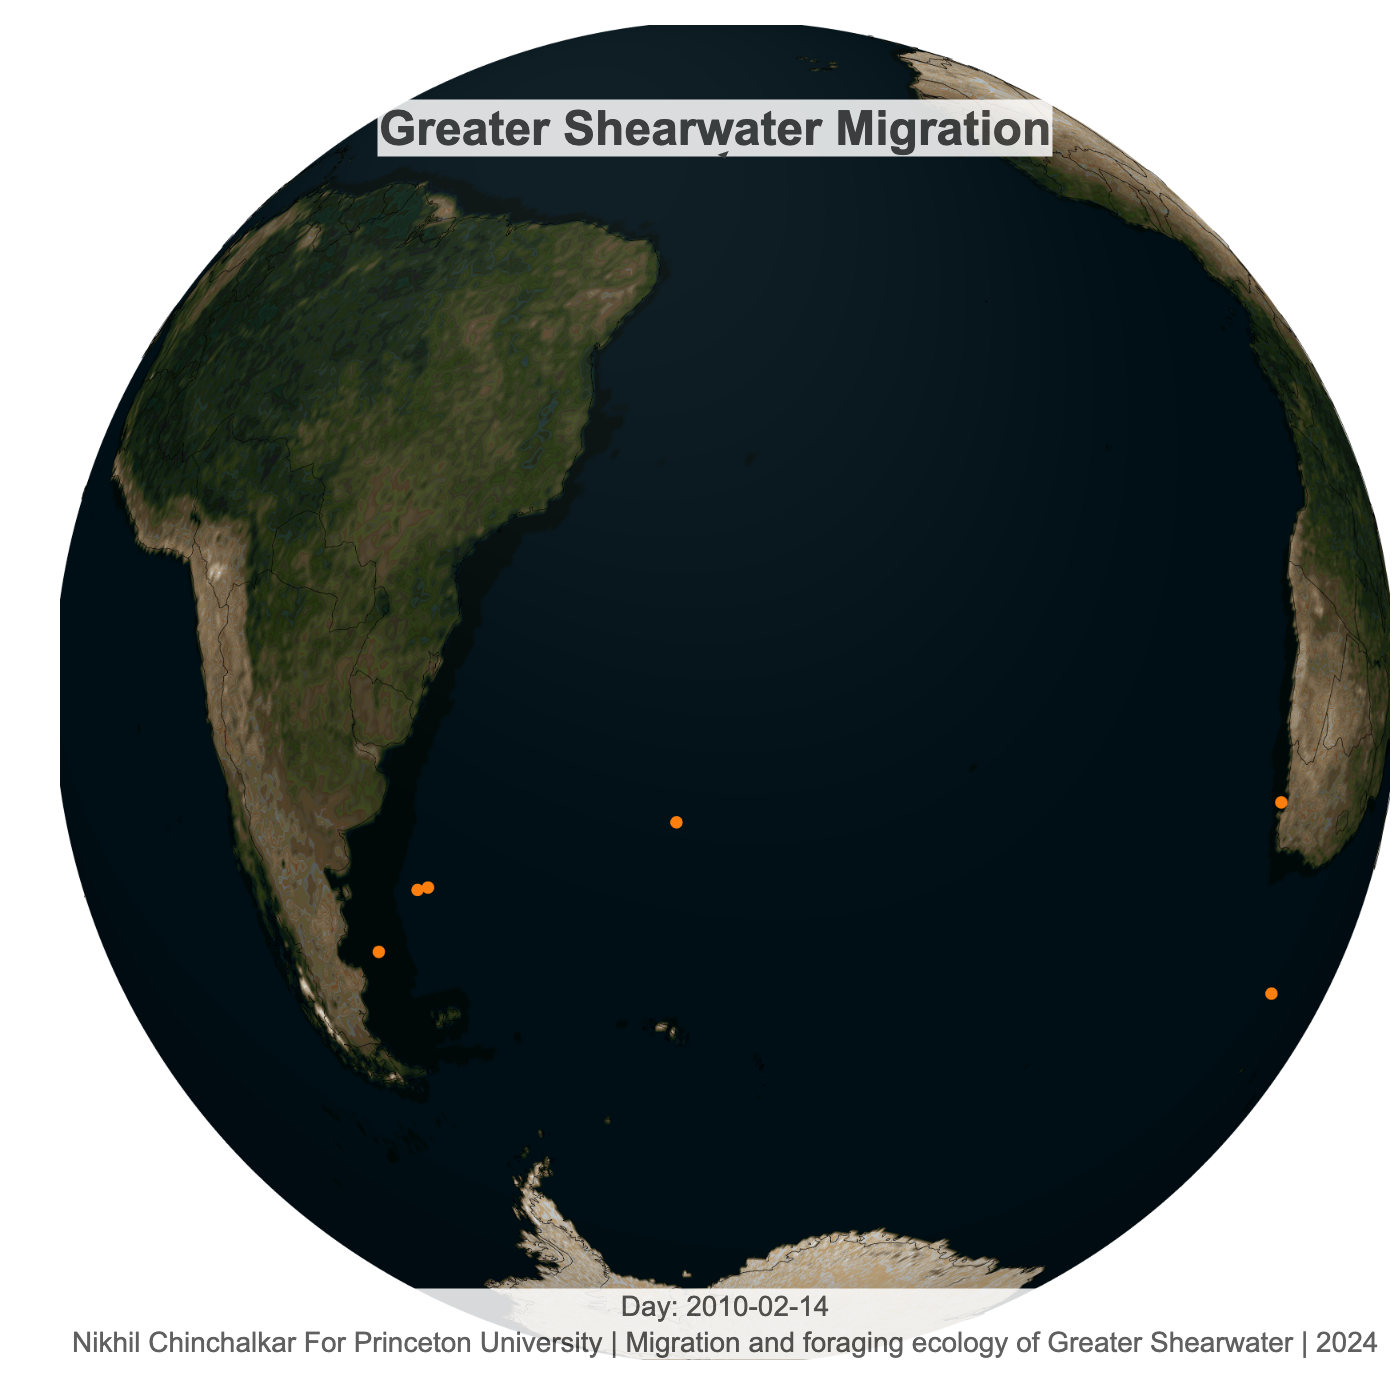 Greater Shearwater Migration
Day: 2010-02-14
Nikhil Chinchalkar For Princeton University | Migration and foraging ecology of Greater Shearwater | 2024